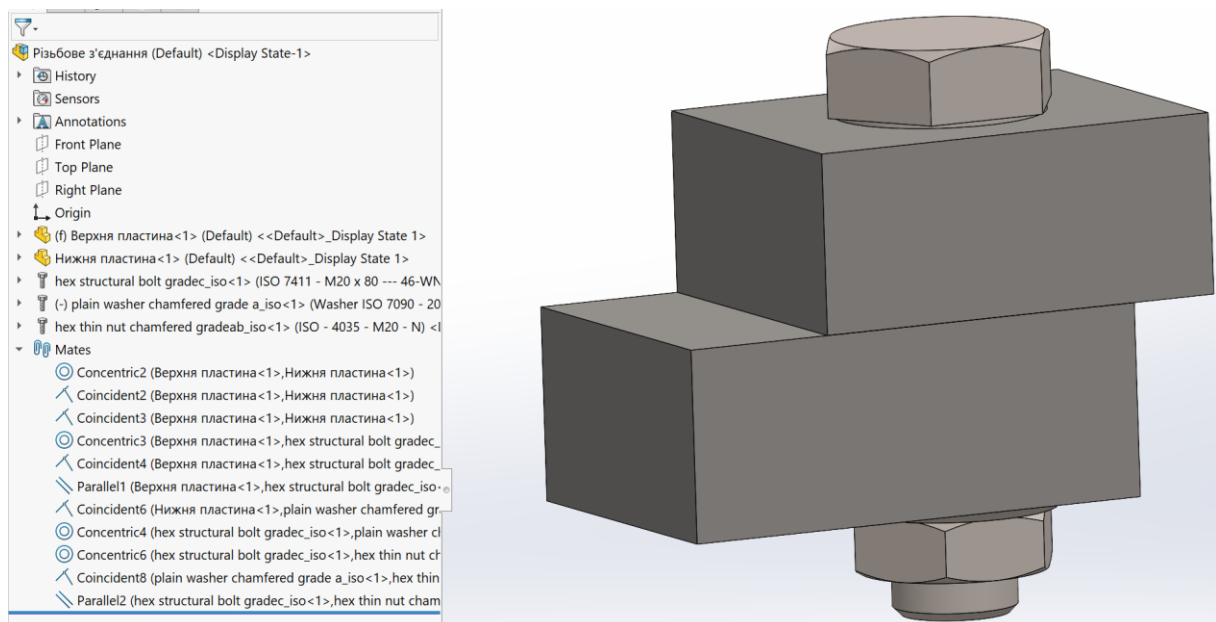 Різьбове з'єднання (Default) <Display State-1>
History
Sensors
Annotations
Front Plane
Top Plane
Right Plane
Origin
(f) Верхня пластина<1> (Default) <<Default>_Display State 1>
Нижня пластина<1> (Default) <<Default>_Display State 1>
hex structural bolt gradec_iso<1> (ISO 7411 - M20 x 80 --- 46-WN
(-) plain washer chamfered grade a_iso<1> (Washer ISO 7090 - 20
hex thin nut chamfered gradeab_iso<1> (ISO - 4035 - M20 - N) <
Mates
Concentric2 (Верхня пластина<1>,Нижня пластина<1>)
Coincident2 (Верхня пластина<1>,Нижня пластина<1>)
Coincident3 (Верхня пластина<1>,Нижня пластина<1>)
Concentric3 (Верхня пластина<1>,hex structural bolt gradec_
Coincident4 (Верхня пластина<1>,hex structural bolt gradec_
Parallel1 (Верхня пластина<1>,hex structural bolt gradec_iso<
Coincident6 (Нижня пластина<1>,plain washer chamfered gr
Concentric4 (hex structural bolt gradec_iso<1>,plain washer cl
Concentric6 (hex structural bolt gradec_iso<1>,hex thin nut ch
Coincident8 (plain washer chamfered grade a_iso<1>,hex thin
Parallel2 (hex structural bolt gradec_iso<1>,hex thin nut cham